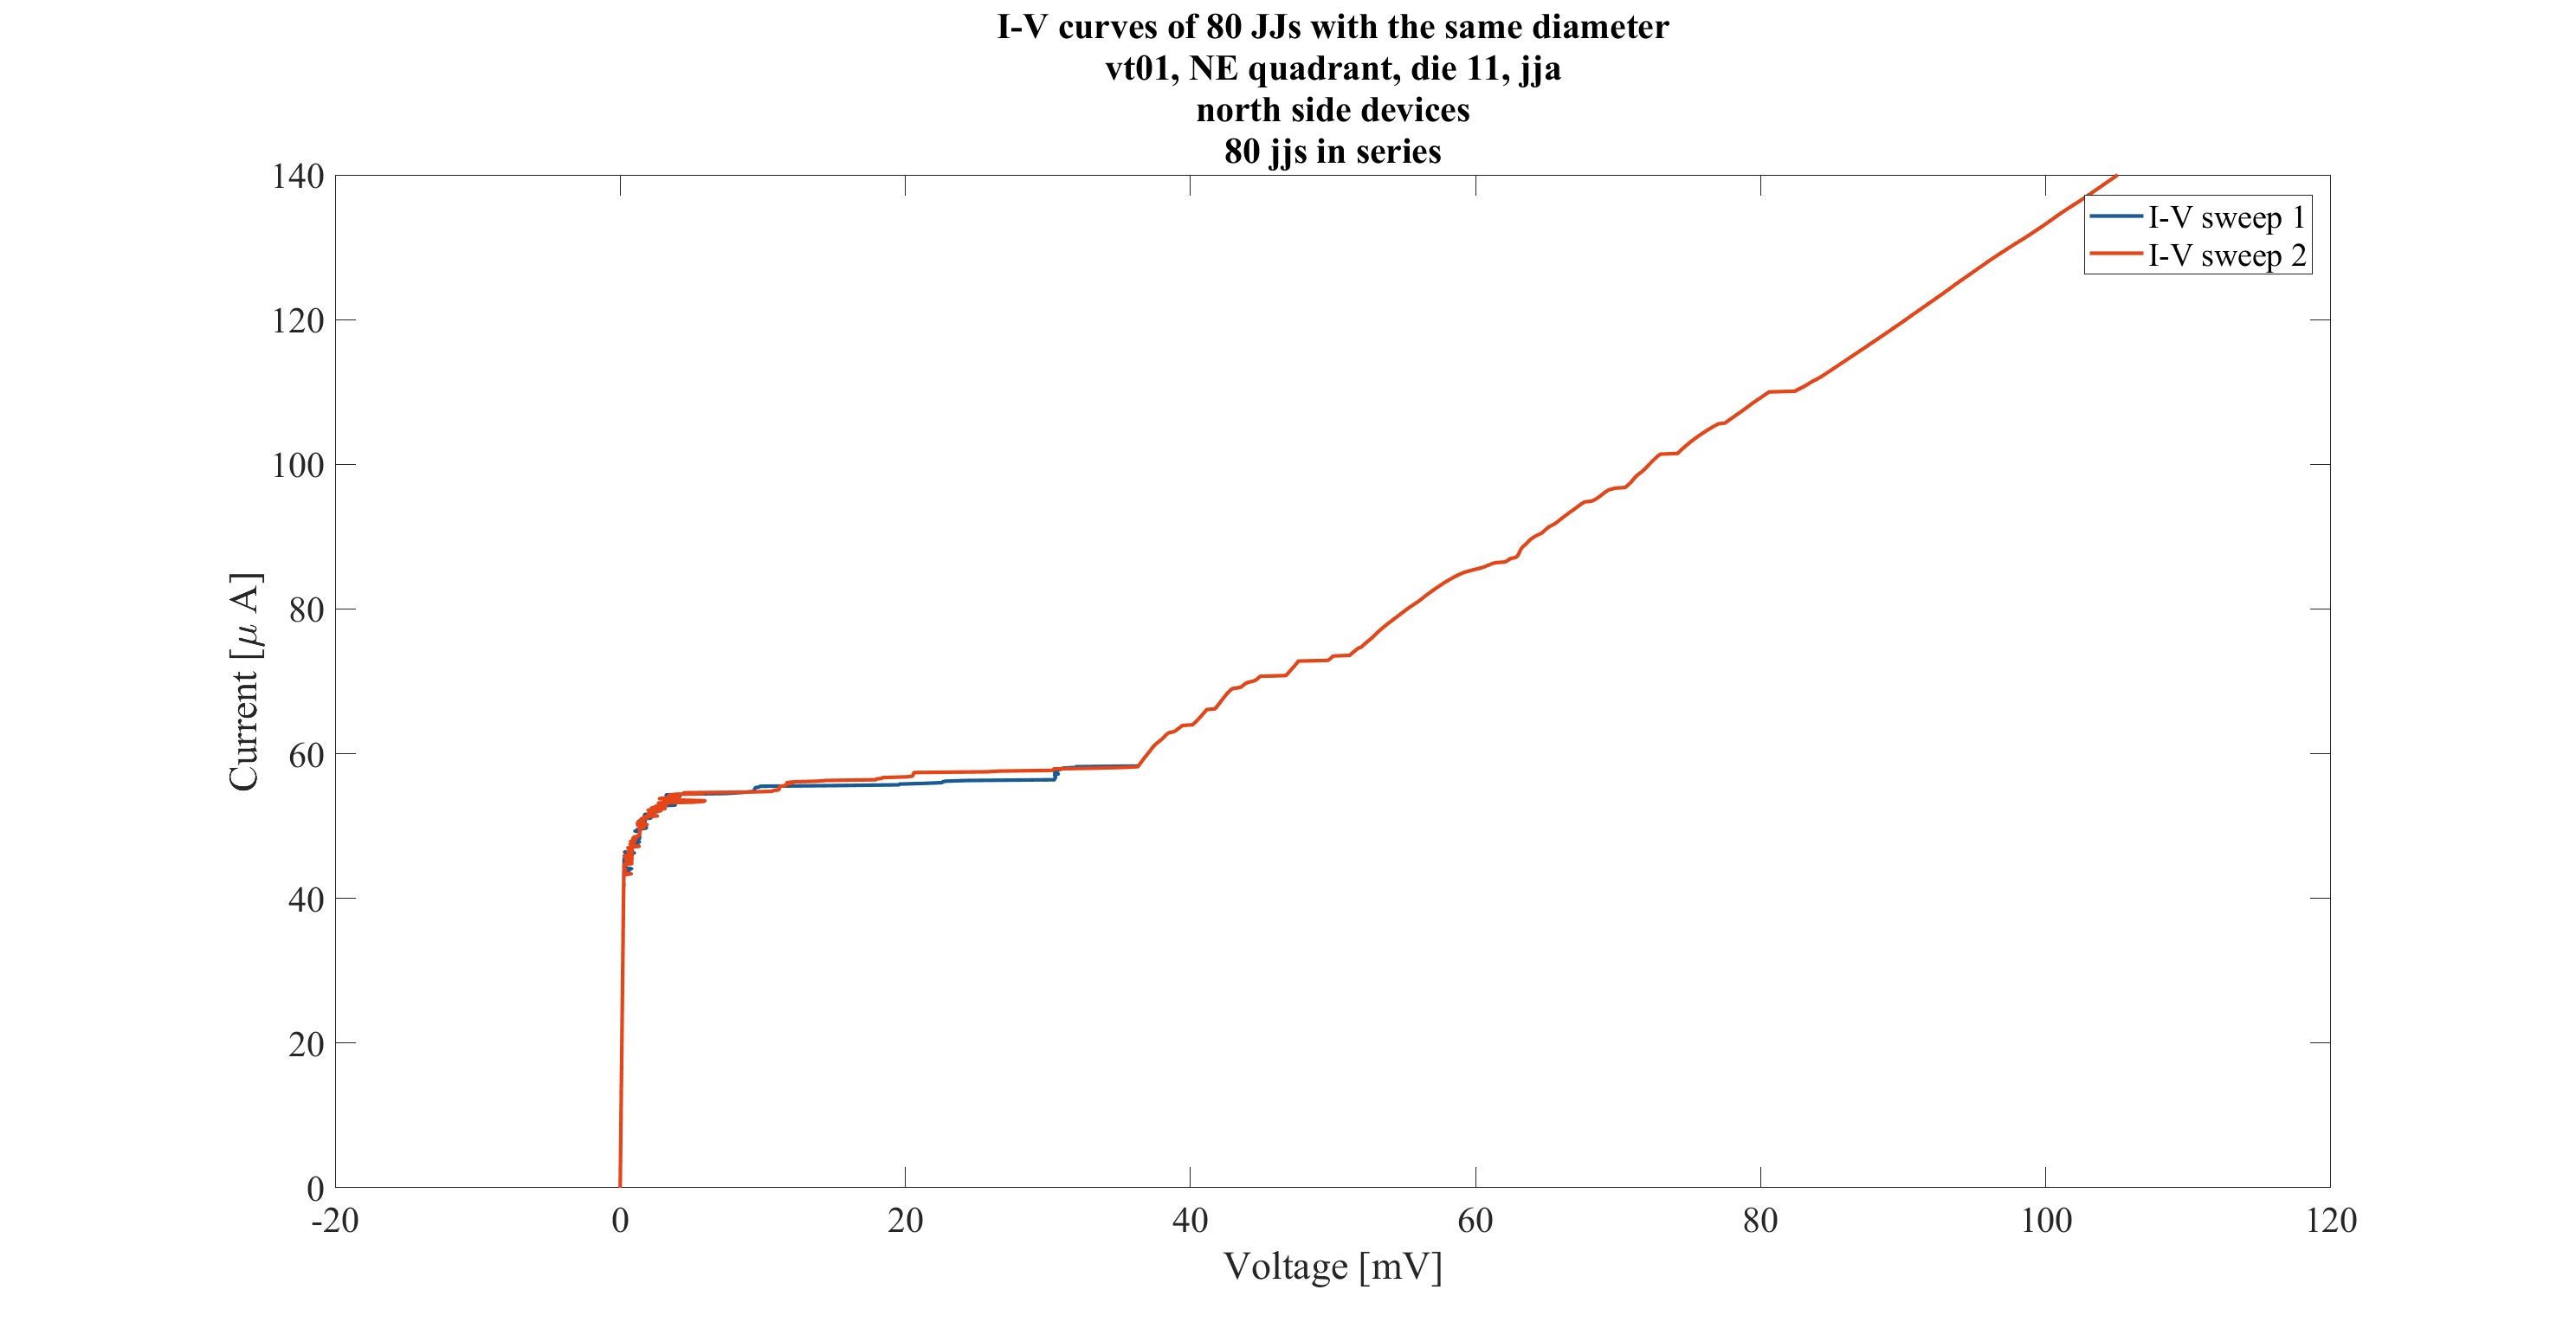 I-V curves of 80 JJs with the same diameter
vt01, NE quadrant, die 11, jja
north side devices
80 jjs in series
140
120
100
80
60
40
20
0
Current [μ A]
I-V sweep 1
I-V sweep 2
-20
0
20
40
60
80
100
120
Voltage [mV]